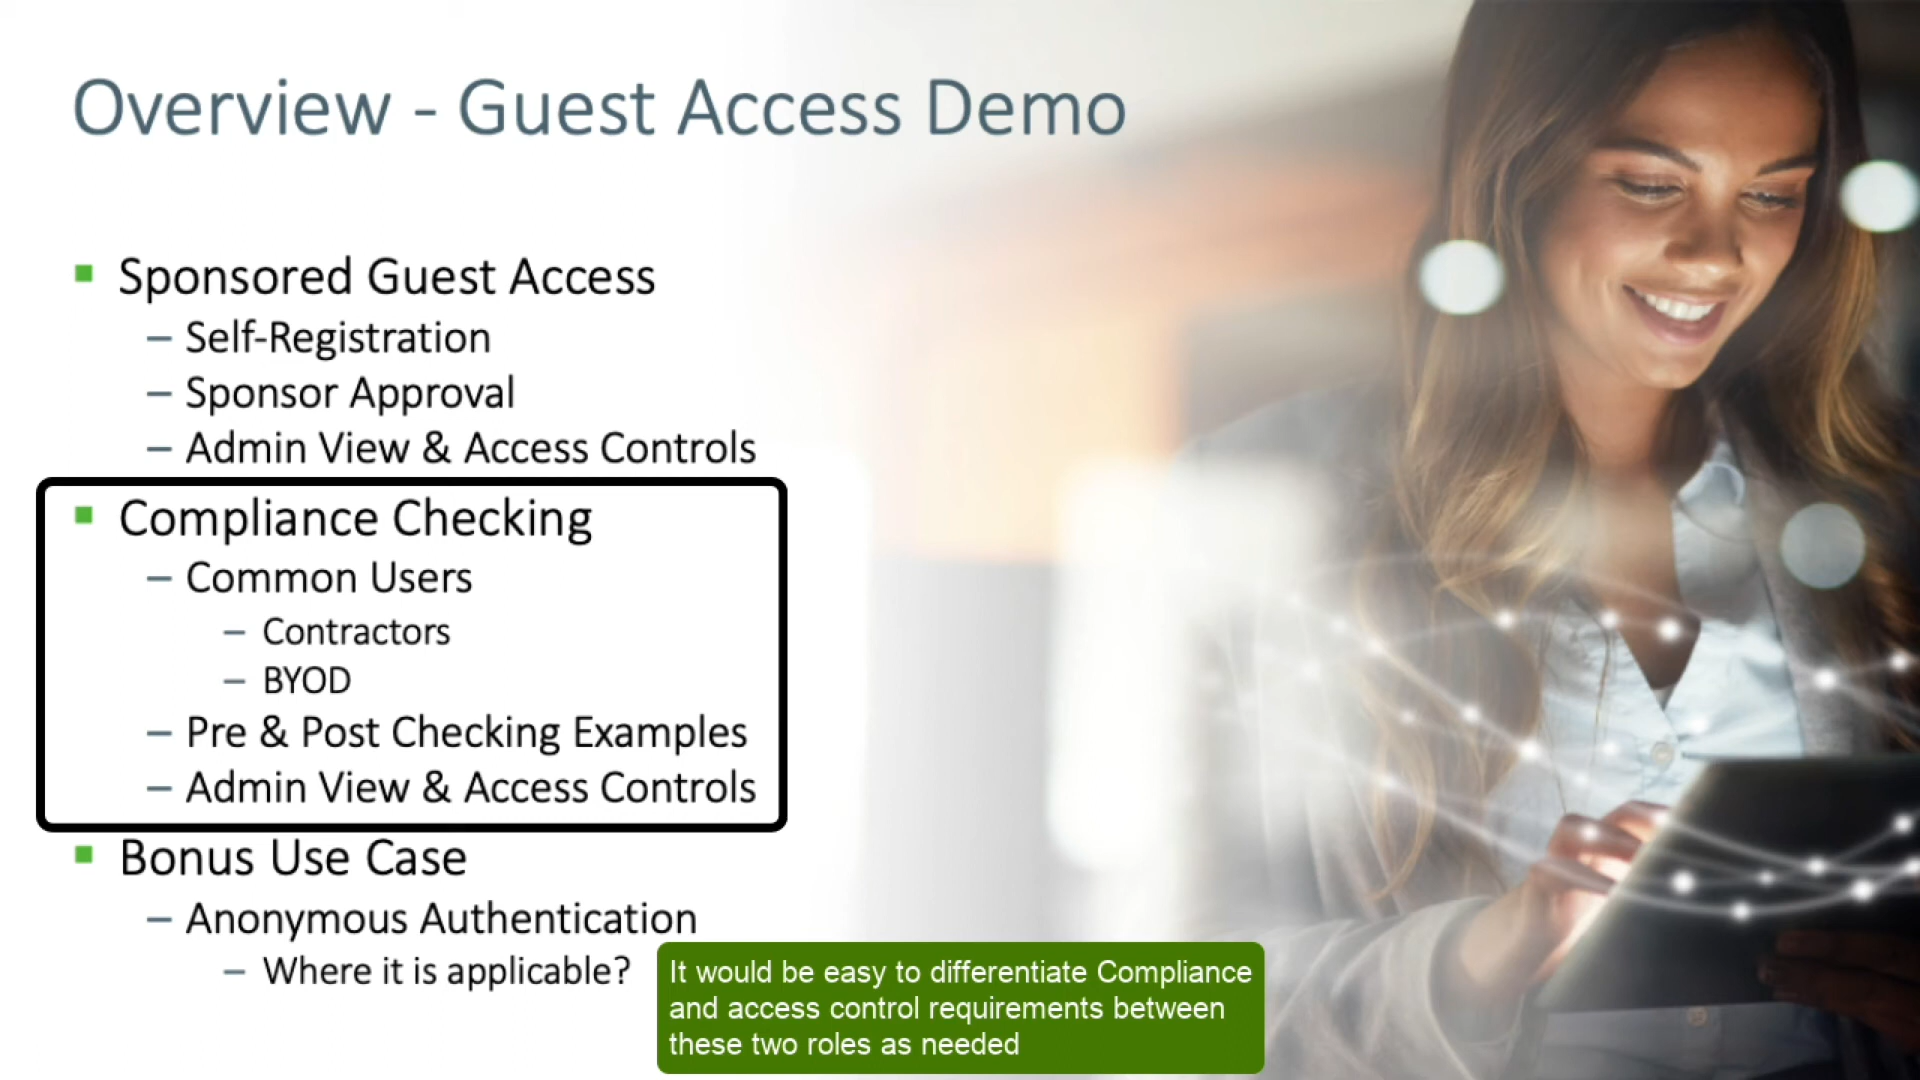 Overview - Guest Access Demo
Sponsored Guest Access
– Self-Registration
– Sponsor Approval
– Admin View & Access Controls
Compliance Checking
– Common Users
– Contractors
– BYOD
– Pre & Post Checking Examples
– Admin View & Access Controls
Bonus Use Case
– Anonymous Authentication
– Where it is applicable?
It would be easy to differentiate Compliance
and access control requirements between
these two roles as needed